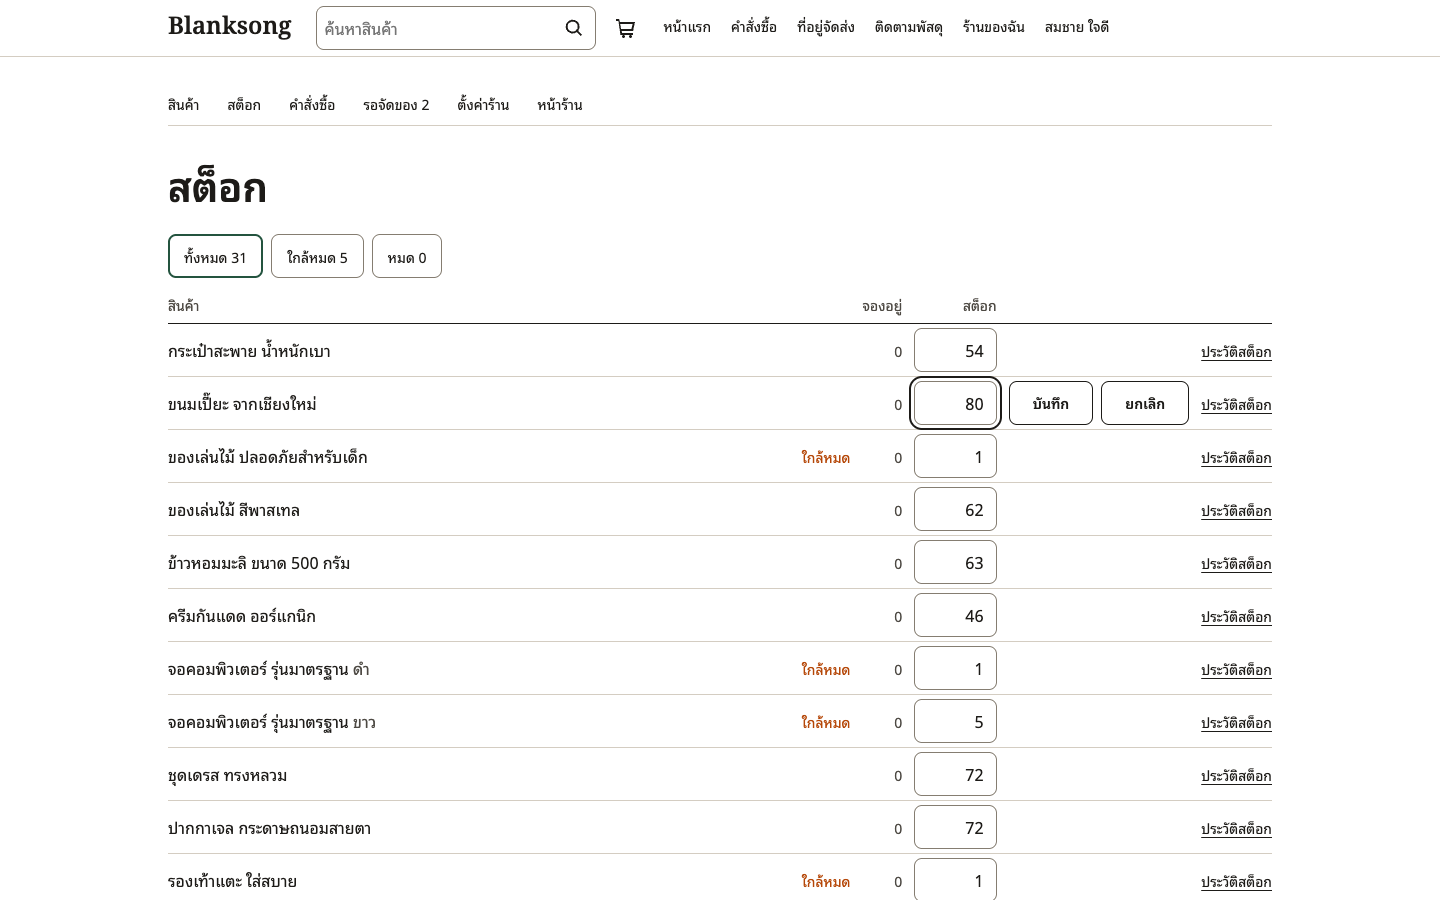 Blanksong
ค้นหาสินค้า
หน้าแรก คำสั่งซื้อ ที่อยู่จัดส่ง ติดตามพัสดุ ร้านของฉัน สมชาย ใจดี
สินค้า สต็อก คำสั่งซื้อ รอจัดของ 2 ตั้งค่าร้าน หน้าร้าน
สต็อก
ทั้งหมด 31 ใกล้หมด 5 หมด 0
สินค้า จองอยู่ สต็อก
กระเป๋าสะพาย น้ำหนักเบา 0 54 ประวัติสต็อก
ขนมเปี๊ยะ จากเชียงใหม่ 0 80 บันทึก ยกเลิก ประวัติสต็อก
ของเล่นไม้ ปลอดภัยสำหรับเด็ก ใกล้หมด 0 1 ประวัติสต็อก
ของเล่นไม้ สีพาสเทล 0 62 ประวัติสต็อก
ข้าวหอมมะลิ ขนาด 500 กรัม 0 63 ประวัติสต็อก
ครีมกันแดด ออร์แกนิก 0 46 ประวัติสต็อก
จอคอมพิวเตอร์ รุ่นมาตรฐาน ดำ ใกล้หมด 0 1 ประวัติสต็อก
จอคอมพิวเตอร์ รุ่นมาตรฐาน ขาว ใกล้หมด 0 5 ประวัติสต็อก
ชุดเดรส ทรงหลวม 0 72 ประวัติสต็อก
ปากกาเจล กระดาษถนอมสายตา 0 72 ประวัติสต็อก
รองเท้าแตะ ใส่สบาย ใกล้หมด 0 1 ประวัติสต็อก